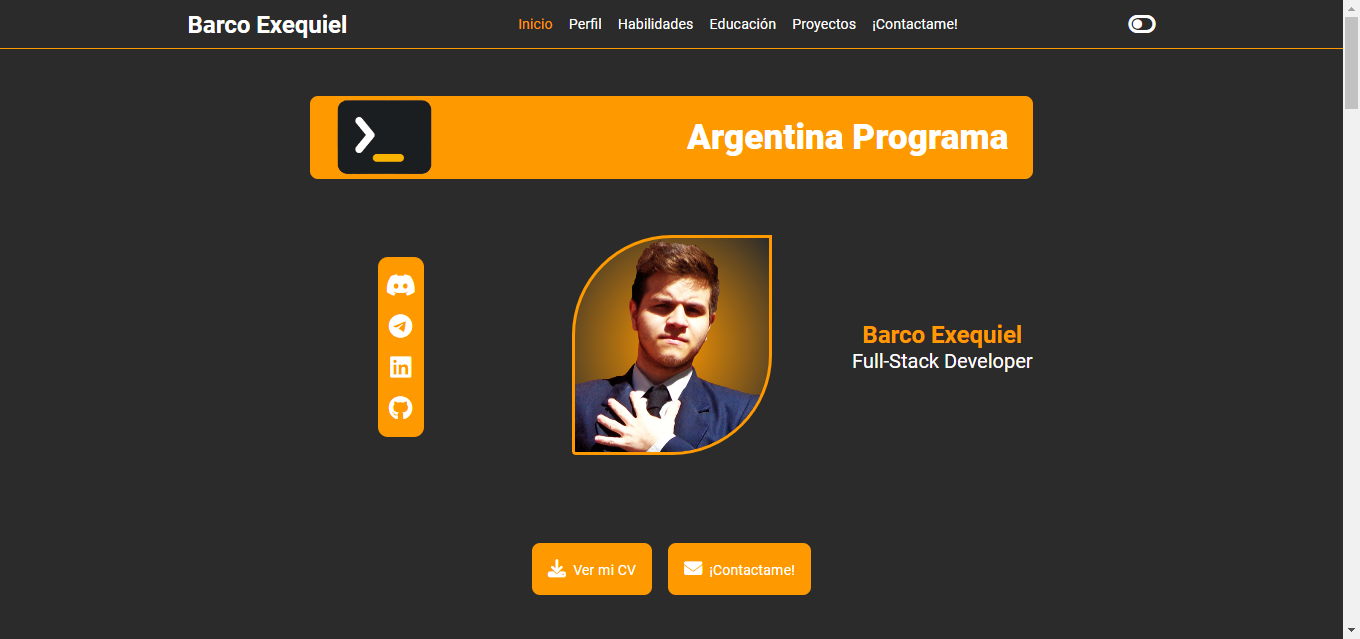 Barco Exequiel
Inicio Perfil Habilidades Educación Proyectos ¡Contactame!
Argentina Programa
in
Barco Exequiel
Full-Stack Developer
Ver mi CV
¡Contactame!